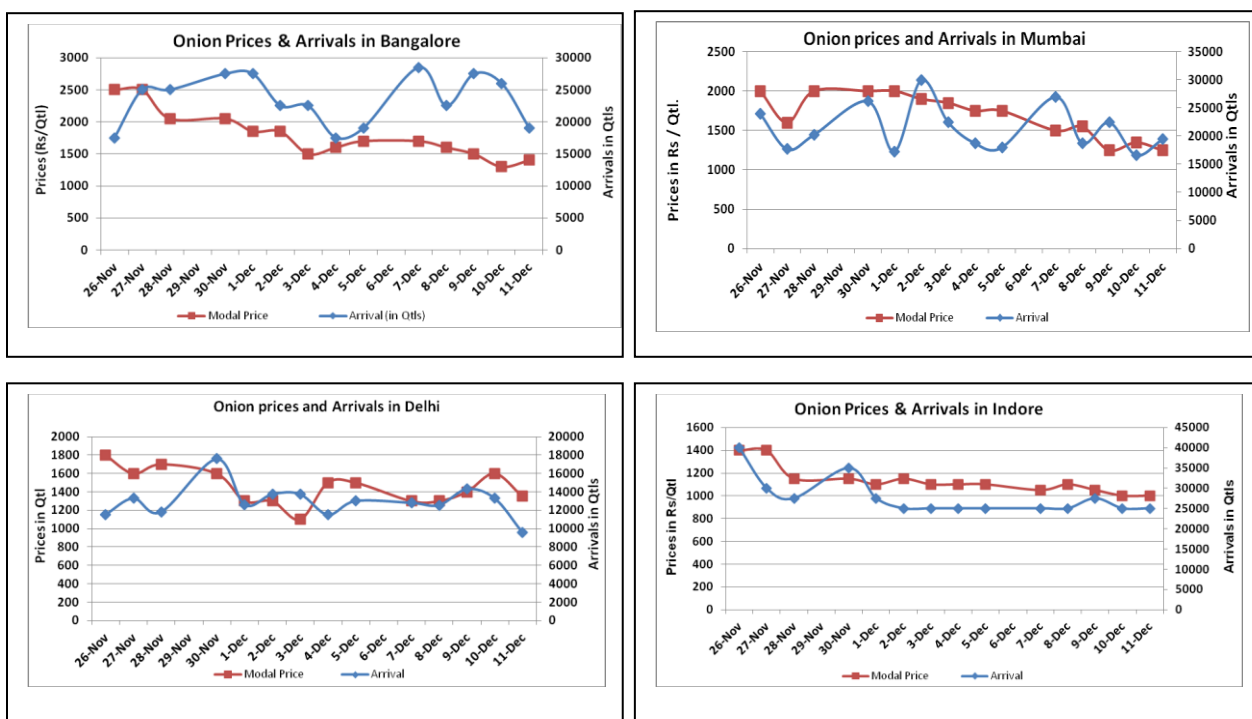 Onion Prices & Arrivals in Bangalore
Prices (Rs/Qtl)
3000
2500
2000
1500
1000
500
0
30000
25000
20000
15000
10000
5000
0
Arrivals in Qtls
26-Nov
27-Nov
28-Nov
29-Nov
30-Nov
1-Dec
2-Dec
3-Dec
4-Dec
5-Dec
6-Dec
7-Dec
8-Dec
9-Dec
10-Dec
11-Dec
Modal Price Arrival (in Qtls)
Onion prices and Arrivals in Mumbai
Prices in Rs / Qtl.
2500
2000
1500
1000
500
0
35000
30000
25000
20000
15000
10000
5000
0
Arrivals in Qtls
26-Nov
27-Nov
28-Nov
29-Nov
30-Nov
1-Dec
2-Dec
3-Dec
4-Dec
5-Dec
6-Dec
7-Dec
8-Dec
9-Dec
10-Dec
11-Dec
Modal Price Arrival
Onion prices and Arrivals in Delhi
Prices in Qtl
2000
1800
1600
1400
1200
1000
800
600
400
200
0
20000
18000
16000
14000
12000
10000
8000
6000
4000
2000
0
Arrivals in Qtls
26-Nov
27-Nov
28-Nov
29-Nov
30-Nov
1-Dec
2-Dec
3-Dec
4-Dec
5-Dec
6-Dec
7-Dec
8-Dec
9-Dec
10-Dec
11-Dec
Modal Price Arrival
Onion Prices & Arrivals in Indore
Prices in Rs/Qtl
1600
1400
1200
1000
800
600
400
200
0
45000
40000
35000
30000
25000
20000
15000
10000
5000
0
Arrivals in Qtls
26-Nov
27-Nov
28-Nov
29-Nov
30-Nov
1-Dec
2-Dec
3-Dec
4-Dec
5-Dec
6-Dec
7-Dec
8-Dec
9-Dec
10-Dec
11-Dec
Modal Price Arrival